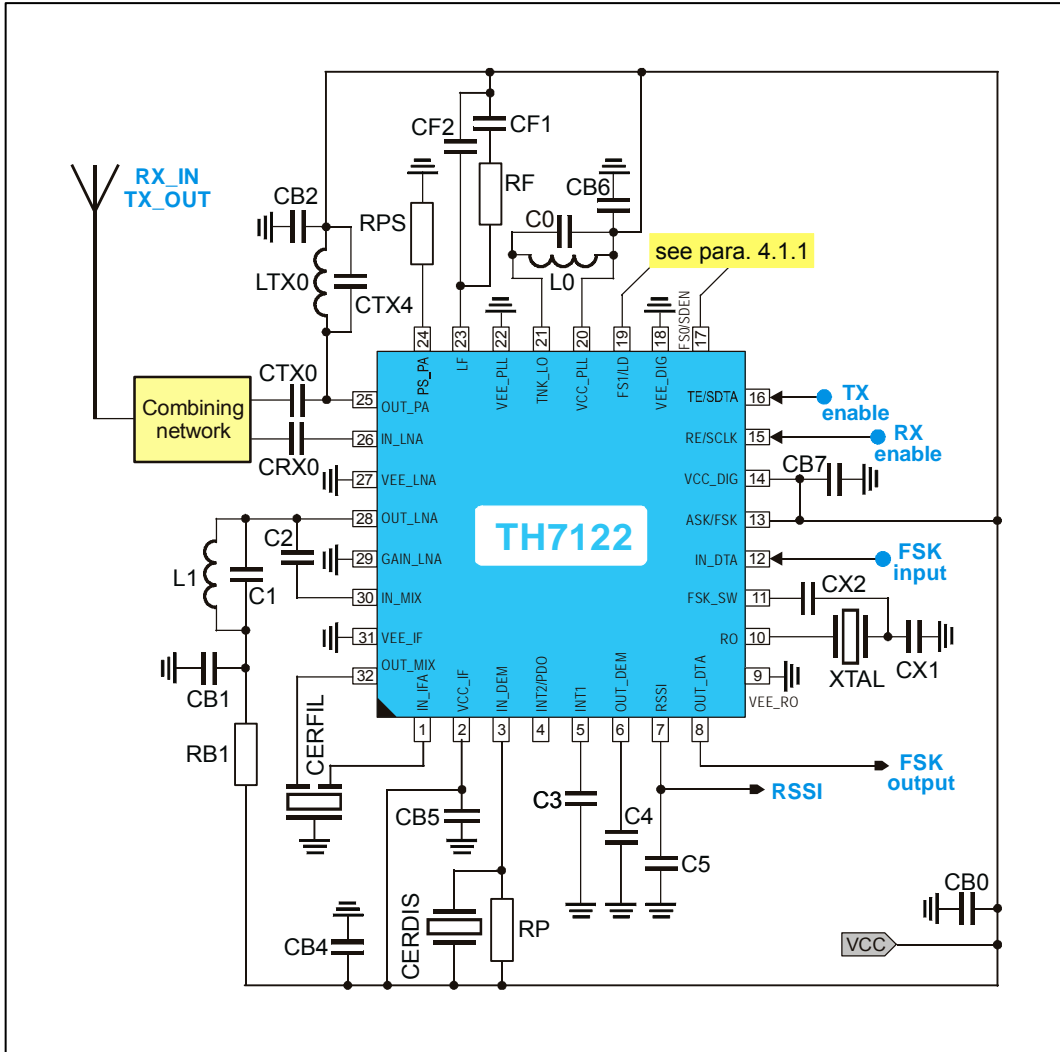 CF2
CF1
RX_IN
TX_OUT
CB2
RPS
RF
CB6
C0
see para. 4.1.1
LTX0
CTX4
L0
24
23
22
21
20
19
18
17
FS0/SDEN
PS_PA
LF
VEE_PLL
TNK_LO
VCC_PLL
FS1/LD
VEE_DIG
CTX0
25
OUT_PA
TE/SDTA
16
TX
enable
Combining
network
26
IN_LNA
RE/SCLK
15
RX
enable
CRX0
27
VEE_LNA
VCC_DIG
14
CB7
28
OUT_LNA
ASK/FSK
13
TH7122
C2
29
GAIN_LNA
IN_DTA
12
FSK
input
L1
C1
30
IN_MIX
FSK_SW
11
CX2
31
VEE_IF
RO
10
CB1
32
OUT_MIX
XTAL
CX1
9
VEE_RO
IN_IFA
VCC_IF
IN_DEM
INT2/PDO
INT1
OUT_DEM
RSSI
OUT_DTA
1
2
3
4
5
6
7
8
RB1
CERFIL
FSK
output
RSSI
CB5
C3
C4
C5
CB4
CERDIS
RP
CB0
VCC